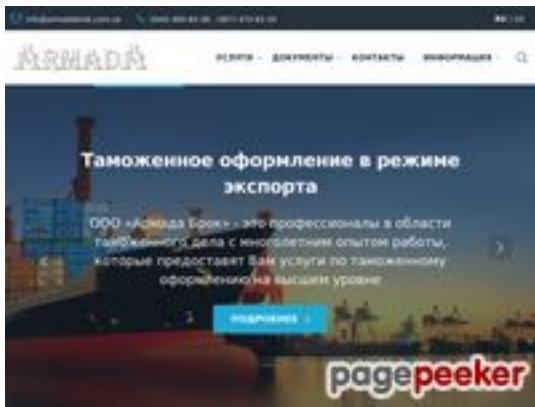 ARMADA
УСЛУГИ ДОКУМЕНТЫ КОНТАКТЫ ИНФОРМАЦИЯ
Таможенное оформление в режиме
экспорта
ООО «Армада Брок» - это профессионалы в области
таможенного дела с многолетним опытом работы,
которые предоставят Вам услуги по таможенному
оформлению на высшем уровне
ПОДРОБНЕЕ
pagepeeker